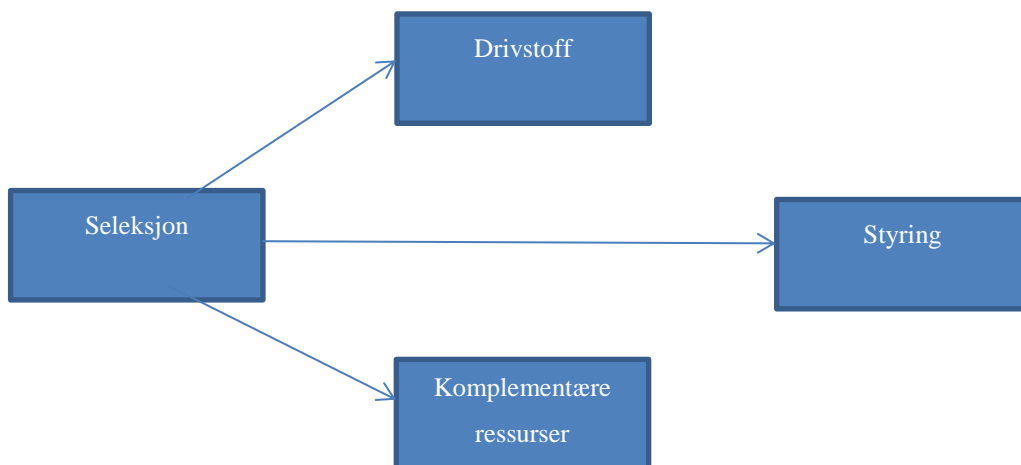 Drivstoff
Seleksjon
Styring
Komplementære
ressurser